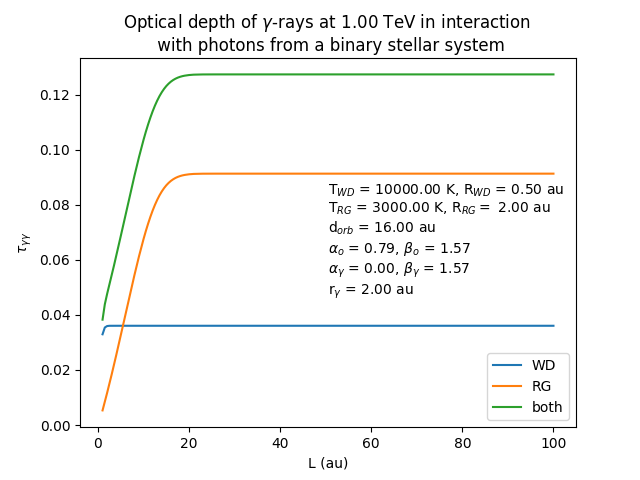 Optical depth of γ-rays at 1.00 TeV in interaction
with photons from a binary stellar system
0.12
0.10
0.08
0.06
0.04
0.02
0.00
τγγ
T_WD = 10000.00 K, R_WD = 0.50 au
T_RG = 3000.00 K, R_RG = 2.00 au
d_orb = 16.00 au
α_o = 0.79, β_o = 1.57
α_γ = 0.00, β_γ = 1.57
r_γ = 2.00 au
WD
RG
both
0 20 40 60 80 100
L (au)